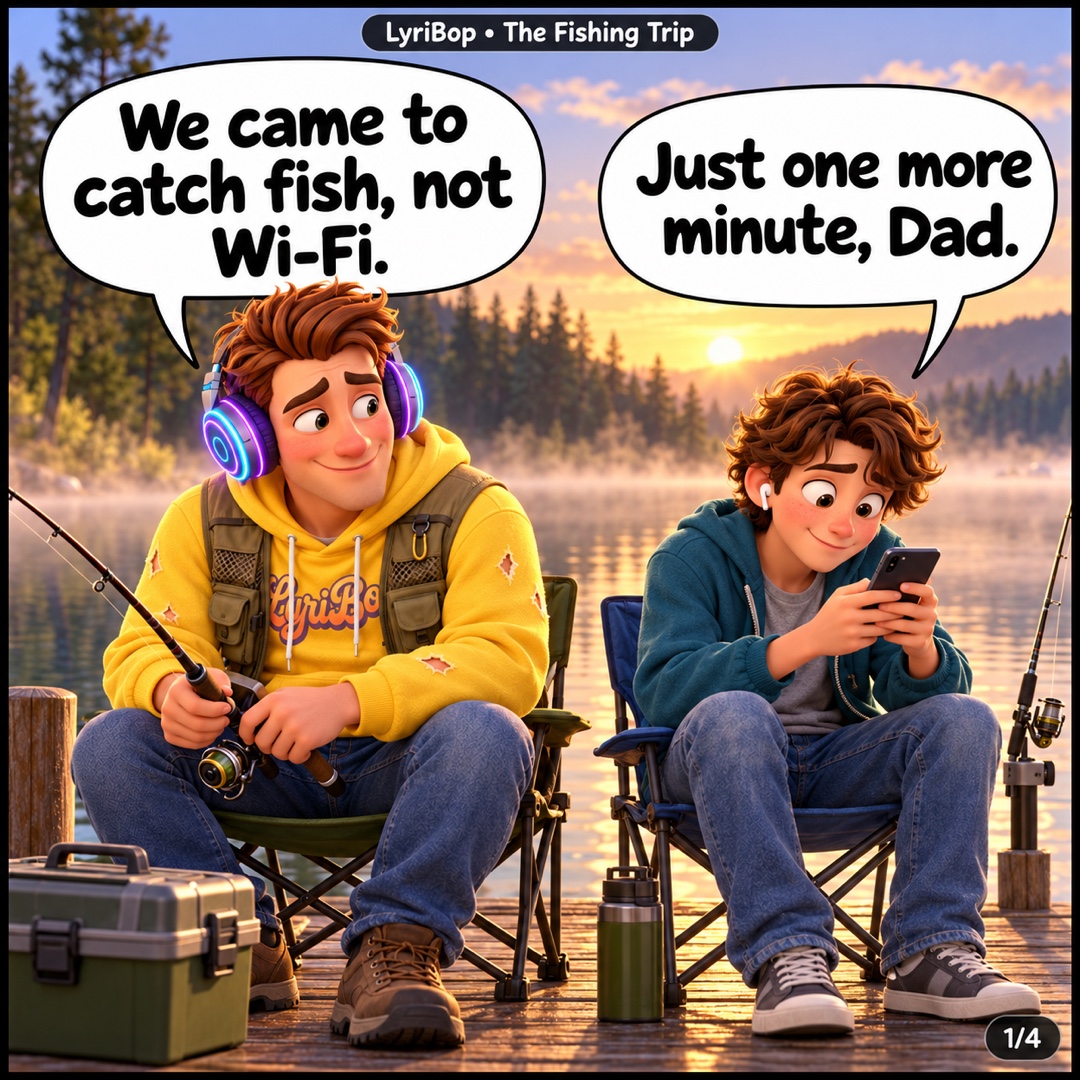 LyriBop • The Fishing Trip
We came to
catch fish, not
Wi-Fi.
Just one more
minute, Dad.
LyriBo
1/4